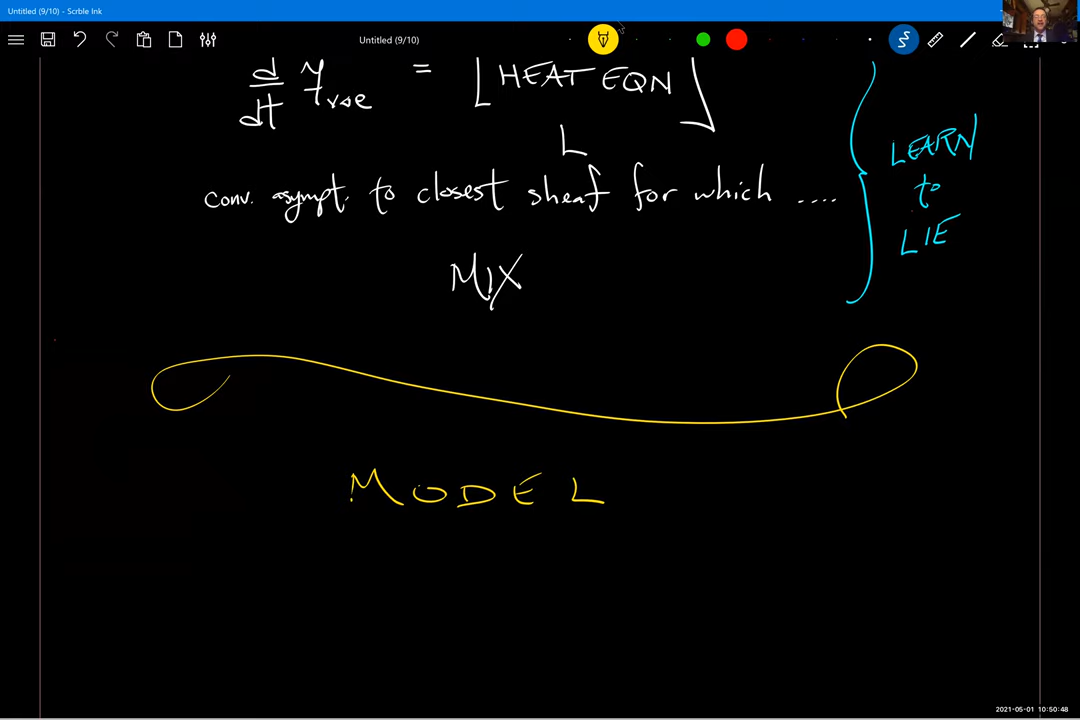 Untitled (9/10) - Scrble Ink
Untitled (9/10)
d/dt = [HEAT EQN]
L
conv. asympt. to closest sheaf for which ....
MIX
LEARN
to
LIE
MODEL
2021-05-01 10:50:48